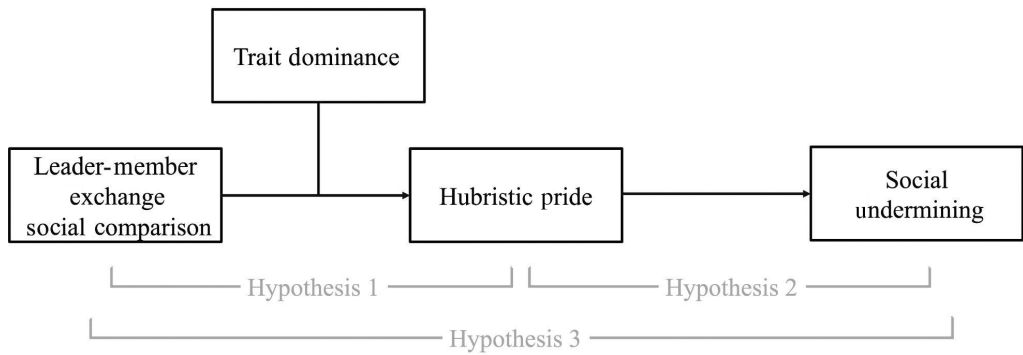 Trait dominance
Leader-member
exchange
social comparison
Hubristic pride
Social
undermining
Hypothesis 1
Hypothesis 2
Hypothesis 3